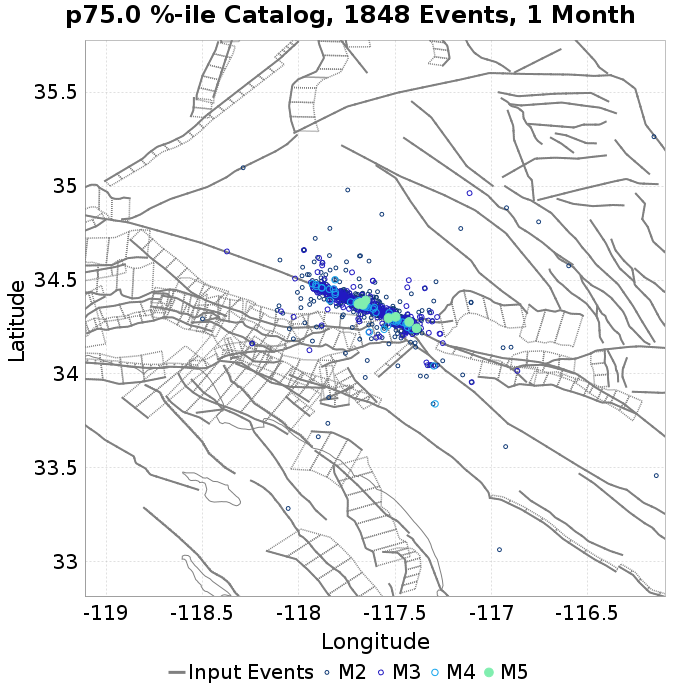 p75.0 %-ile Catalog, 1848 Events, 1 Month
35.5
35
34.5
34
33.5
33
Latitude
-119
-118.5
-118
-117.5
-117
-116.5
Longitude
Input Events
M2
M3
M4
M5